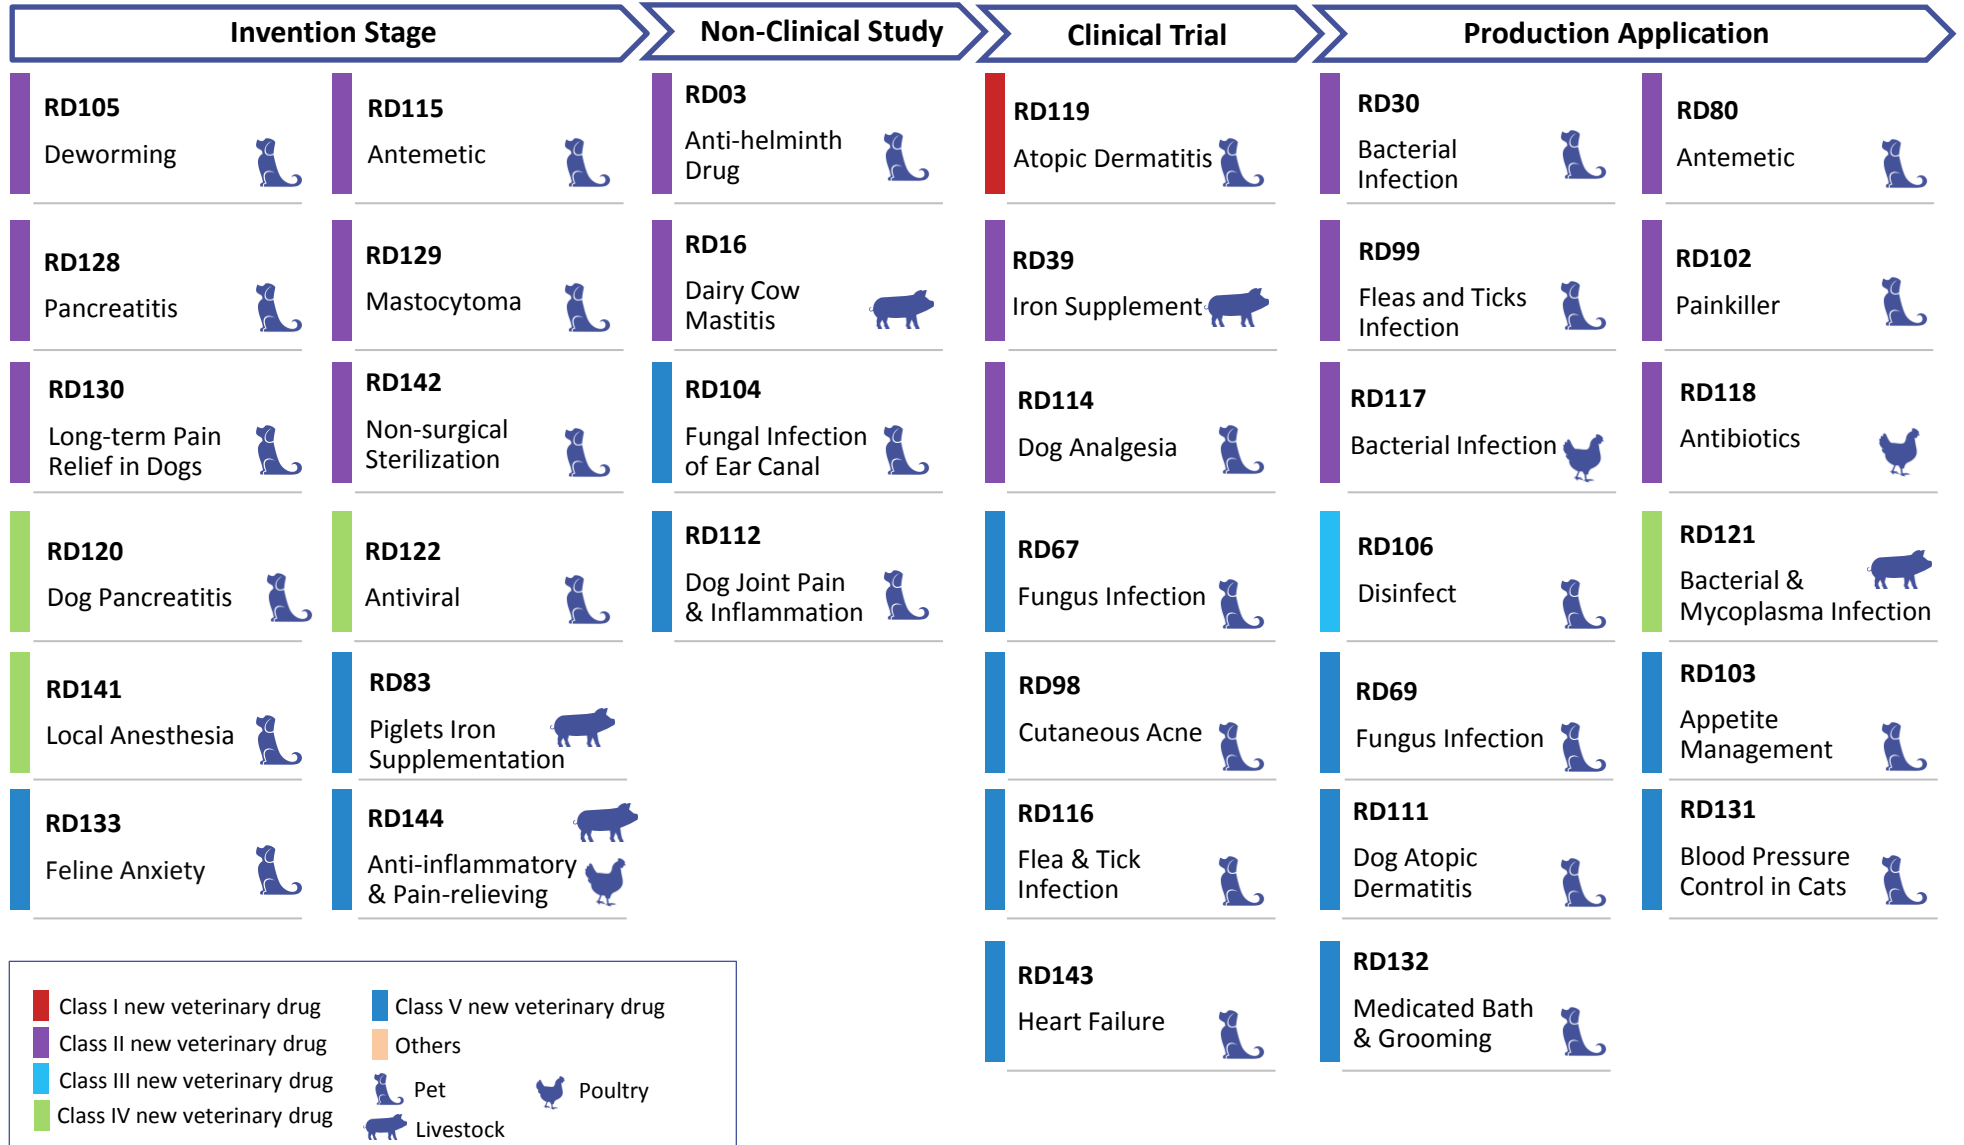 Invention Stage
Non-Clinical Study
Clinical Trial
Production Application
RD105
Deworming
RD115
Antemetic
RD03
Anti-helminth
Drug
RD119
Atopic Dermatitis
RD30
Bacterial
Infection
RD80
Antemetic
RD128
Pancreatitis
RD129
Mastocytoma
RD16
Dairy Cow
Mastitis
RD39
Iron Supplement
RD99
Fleas and Ticks
Infection
RD102
Painkiller
RD130
Long-term Pain
Relief in Dogs
RD142
Non-surgical
Sterilization
RD104
Fungal Infection
of Ear Canal
RD114
Dog Analgesia
RD117
Bacterial Infection
RD118
Antibiotics
RD120
Dog Pancreatitis
RD122
Antiviral
RD112
Dog Joint Pain
& Inflammation
RD67
Fungus Infection
RD106
Disinfect
RD121
Bacterial &
Mycoplasma Infection
RD141
Local Anesthesia
RD83
Piglets Iron
Supplementation
RD98
Cutaneous Acne
RD69
Fungus Infection
RD103
Appetite
Management
RD133
Feline Anxiety
RD144
Anti-inflammatory
& Pain-relieving
RD116
Flea & Tick
Infection
RD111
Dog Atopic
Dermatitis
RD131
Blood Pressure
Control in Cats
RD143
Heart Failure
RD132
Medicated Bath
& Grooming
Class I new veterinary drug
Class II new veterinary drug
Class III new veterinary drug
Class IV new veterinary drug
Class V new veterinary drug
Others
Pet
Poultry
Livestock